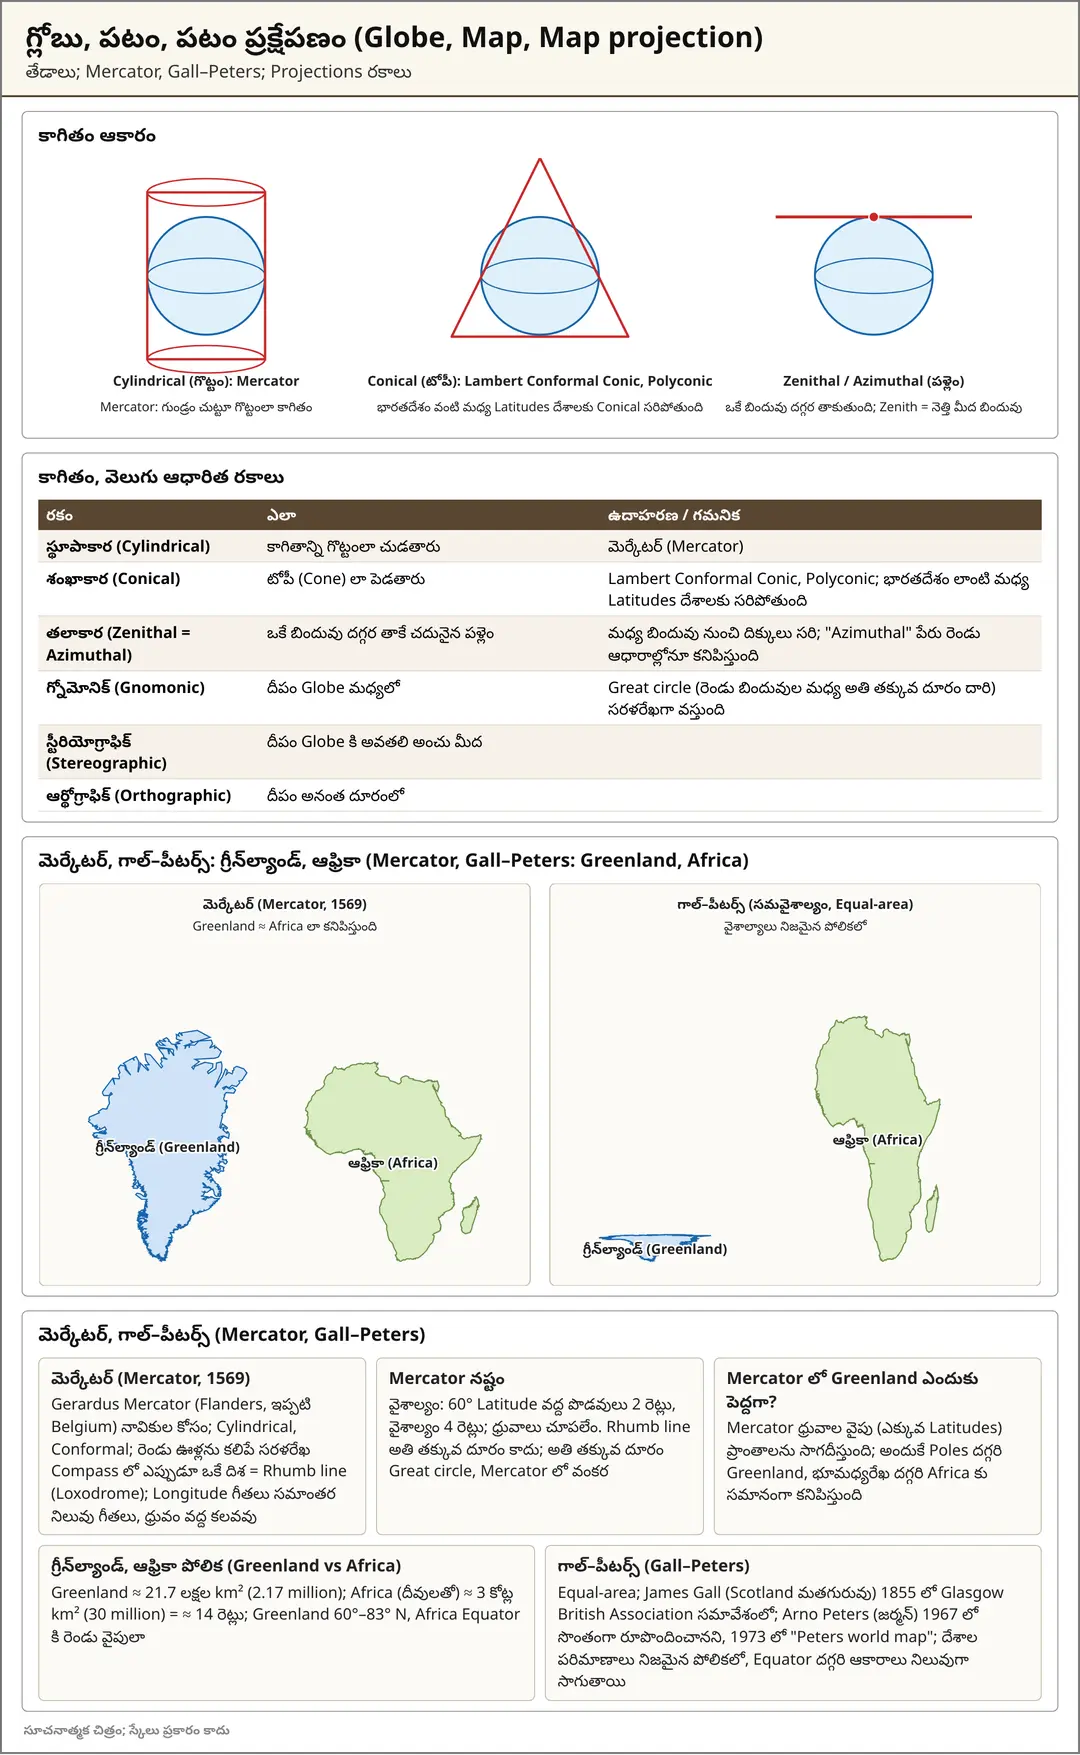 గ్లోబు, పటం, పటం ప్రక్షేపణం (Globe, Map, Map projection)
తేడాలు; Mercator, Gall–Peters; Projections రకాలు
కాగితం ఆకారం
Cylindrical (గొట్టం): Mercator
Mercator: గుండ్రం చుట్టూ గొట్టంలా కాగితం
Conical (టోపీ): Lambert Conformal Conic, Polyconic
భారతదేశం వంటి మధ్య Latitudes దేశాలకు Conical సరిపోతుంది
Zenithal / Azimuthal (పళ్లెం)
ఒకే బిందువు దగ్గర తాకుతుంది; Zenith = నెత్తి మీద బిందువు
కాగితం, వెలుగు ఆధారిత రకాలు
రకం ఎలా ఉదాహరణ / గమనిక
స్థూపాకార (Cylindrical) కాగితాన్ని గొట్టంలా చుడతారు మెర్కేటర్ (Mercator)
శంఖాకార (Conical) టోపీ (Cone) లా పెడతారు Lambert Conformal Conic, Polyconic; భారతదేశం లాంటి మధ్య
Latitudes దేశాలకు సరిపోతుంది
తలాకార (Zenithal = ఒకే బిందువు దగ్గర తాకే చదునైన పళ్లెం మధ్య బిందువు నుంచి దిక్కులు సరి; "Azimuthal" పేరు రెండు
Azimuthal) ఆధారాల్లోనూ కనిపిస్తుంది
గ్నోమోనిక్ (Gnomonic) దీపం Globe మధ్యలో Great circle (రెండు బిందువుల మధ్య అతి తక్కువ దూరం దారి)
సరళరేఖగా వస్తుంది
స్టీరియోగ్రాఫిక్ దీపం Globe కి అవతలి అంచు మీద
(Stereographic)
ఆర్థోగ్రాఫిక్ (Orthographic) దీపం అనంత దూరంలో
మెర్కేటర్, గాల్–పీటర్స్: గ్రీన్‌ల్యాండ్, ఆఫ్రికా (Mercator, Gall–Peters: Greenland, Africa)
మెర్కేటర్ (Mercator, 1569)
Greenland ≈ Africa లా కనిపిస్తుంది
గ్రీన్‌ల్యాండ్ (Greenland)
ఆఫ్రికా (Africa)
గాల్–పీటర్స్ (సమవైశాల్యం, Equal-area)
వైశాల్యాలు నిజమైన పోలికలో
ఆఫ్రికా (Africa)
గ్రీన్‌ల్యాండ్ (Greenland)
మెర్కేటర్, గాల్–పీటర్స్ (Mercator, Gall–Peters)
మెర్కేటర్ (Mercator, 1569)
Gerardus Mercator (Flanders, ఇప్పటి
Belgium) నావికుల కోసం; Cylindrical,
Conformal; రెండు ఊళ్లను కలిపే సరళరేఖ
Compass లో ఎప్పుడూ ఒకే దిశ = Rhumb line
(Loxodrome); Longitude గీతలు సమాంతర
నిలువు గీతలు, ధ్రువం వద్ద కలవవు
Mercator నష్టం
వైశాల్యం: 60° Latitude వద్ద పొడవులు 2 రెట్లు,
వైశాల్యం 4 రెట్లు; ధ్రువాలు చూపలేం. Rhumb line
అతి తక్కువ దూరం కాదు; అతి తక్కువ దూరం
Great circle, Mercator లో వంకర
Mercator లో Greenland ఎందుకు
పెద్దగా?
Mercator ధ్రువాల వైపు (ఎక్కువ Latitudes)
ప్రాంతాలను సాగదీస్తుంది; అందుకే Poles దగ్గరి
Greenland, భూమధ్యరేఖ దగ్గరి Africa కు
సమానంగా కనిపిస్తుంది
గ్రీన్‌ల్యాండ్, ఆఫ్రికా పోలిక (Greenland vs Africa)
Greenland ≈ 21.7 లక్షల km² (2.17 million); Africa (దీవులతో) ≈ 3 కోట్ల
km² (30 million) = ≈ 14 రెట్లు; Greenland 60°–83° N, Africa Equator
కి రెండు వైపులా
గాల్–పీటర్స్ (Gall–Peters)
Equal-area; James Gall (Scotland మతగురువు) 1855 లో Glasgow
British Association సమావేశంలో; Arno Peters (జర్మన్) 1967 లో
సొంతంగా రూపొందించానని, 1973 లో "Peters world map"; దేశాల
పరిమాణాలు నిజమైన పోలికలో, Equator దగ్గరి ఆకారాలు నిలువుగా
సాగుతాయి
సూచనాత్మక చిత్రం; స్కేలు ప్రకారం కాదు